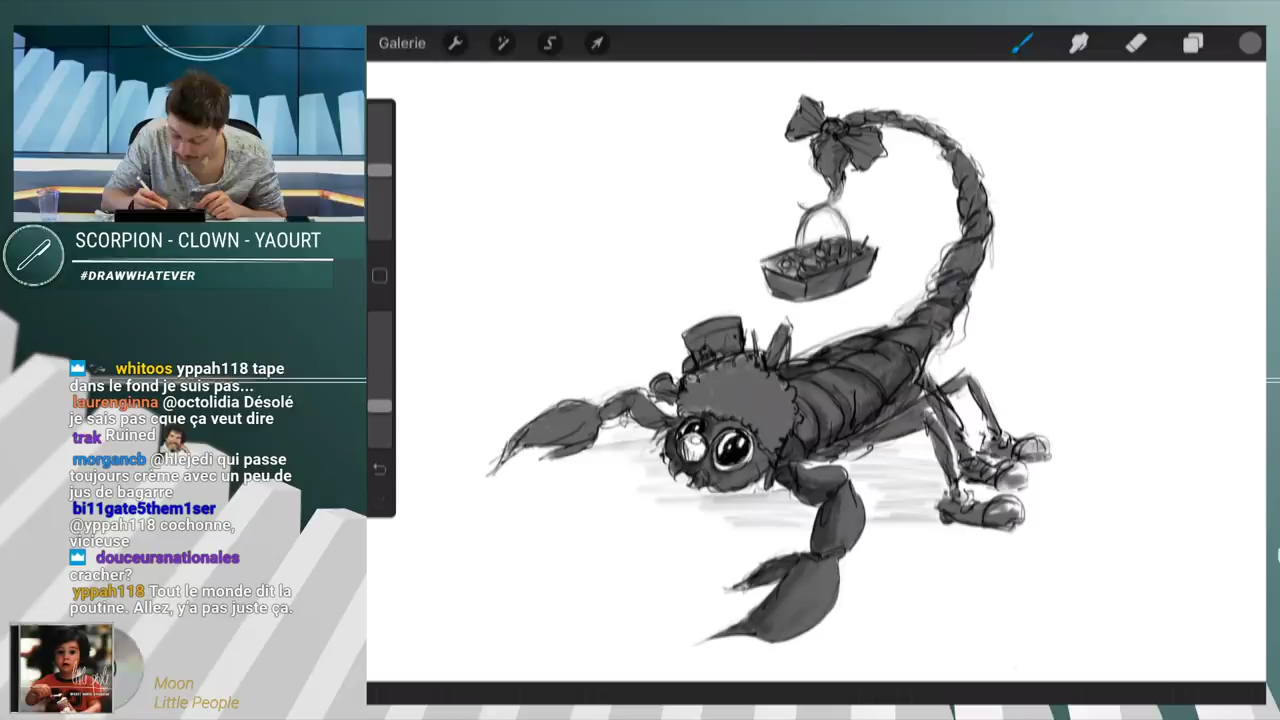 Galerie
SCORPION - CLOWN - YAOURT
#DRAWWHATEVER
whitoos yppah118 tape
dans le fond je suis pas...
laurenginna @octolidia Désolé
je sais pas cque ça veut dire
trak Ruined
morgancb @hlejedi qui passe
toujours crème avec un peu de
jus de bagarre
bi11gate5them1ser
@yppah118 cochonne,
vicieuse
douceursnationales
cracher?
yppah118 Tout le monde dit la
poutine. Allez, y'a pas juste ça.
Moon
Little People